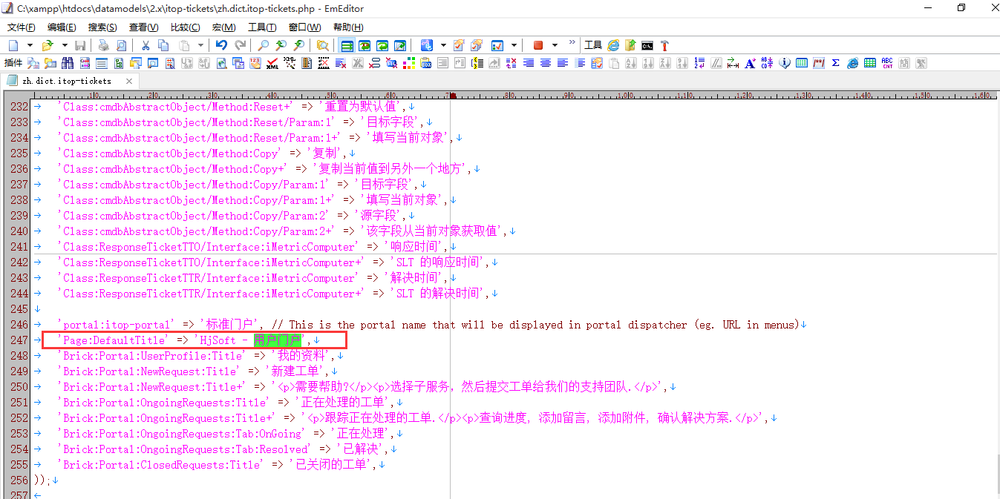 C:\xampp\htdocs\datamodels\2.x\itop-tickets\zh.dict.itop-tickets.php - EmEditor
文件(F) 编辑(E) 搜索(S) 查看(V) 比较(C) 宏(M) 工具(T) 窗口(W) 帮助(H)
工具
插件
zh.dict.itop-tickets
10 20 30 40 50 60 70 80 90 100 110 120 130 140 150 160
232 'Class:cmdbAbstractObject/Method:Reset+' => '重置为默认值',
233 'Class:cmdbAbstractObject/Method:Reset/Param:1' => '目标字段',
234 'Class:cmdbAbstractObject/Method:Reset/Param:1+' => '填写当前对象',
235 'Class:cmdbAbstractObject/Method:Copy' => '复制',
236 'Class:cmdbAbstractObject/Method:Copy+' => '复制当前值到另外一个地方',
237 'Class:cmdbAbstractObject/Method:Copy/Param:1' => '目标字段',
238 'Class:cmdbAbstractObject/Method:Copy/Param:1+' => '填写当前对象',
239 'Class:cmdbAbstractObject/Method:Copy/Param:2' => '源字段',
240 'Class:cmdbAbstractObject/Method:Copy/Param:2+' => '该字段从当前对象获取值',
241 'Class:ResponseTicketTTO/Interface:iMetricComputer' => '响应时间',
242 'Class:ResponseTicketTTO/Interface:iMetricComputer+' => 'SLT 的响应时间',
243 'Class:ResponseTicketTTR/Interface:iMetricComputer' => '解决时间',
244 'Class:ResponseTicketTTR/Interface:iMetricComputer+' => 'SLT 的解决时间',
245
246 'portal:itop-portal' => '标准门户', // This is the portal name that will be displayed in portal dispatcher (eg. URL in menus)
247 'Page:DefaultTitle' => 'HjSoft - 用户门户',
248 'Brick:Portal:UserProfile:Title' => '我的资料',
249 'Brick:Portal:NewRequest:Title' => '新建工单',
250 'Brick:Portal:NewRequest:Title+' => '<p>需要帮助?</p><p>选择子服务，然后提交工单给我们的支持团队.</p>',
251 'Brick:Portal:OngoingRequests:Title' => '正在处理的工单',
252 'Brick:Portal:OngoingRequests:Title+' => '<p>跟踪正在处理的工单.</p><p>查询进度, 添加留言, 添加附件, 确认解决方案.</p>',
253 'Brick:Portal:OngoingRequests:Tab:OnGoing' => '正在处理',
254 'Brick:Portal:OngoingRequests:Tab:Resolved' => '已解决',
255 'Brick:Portal:ClosedRequests:Title' => '已关闭的工单',
256 ));
257